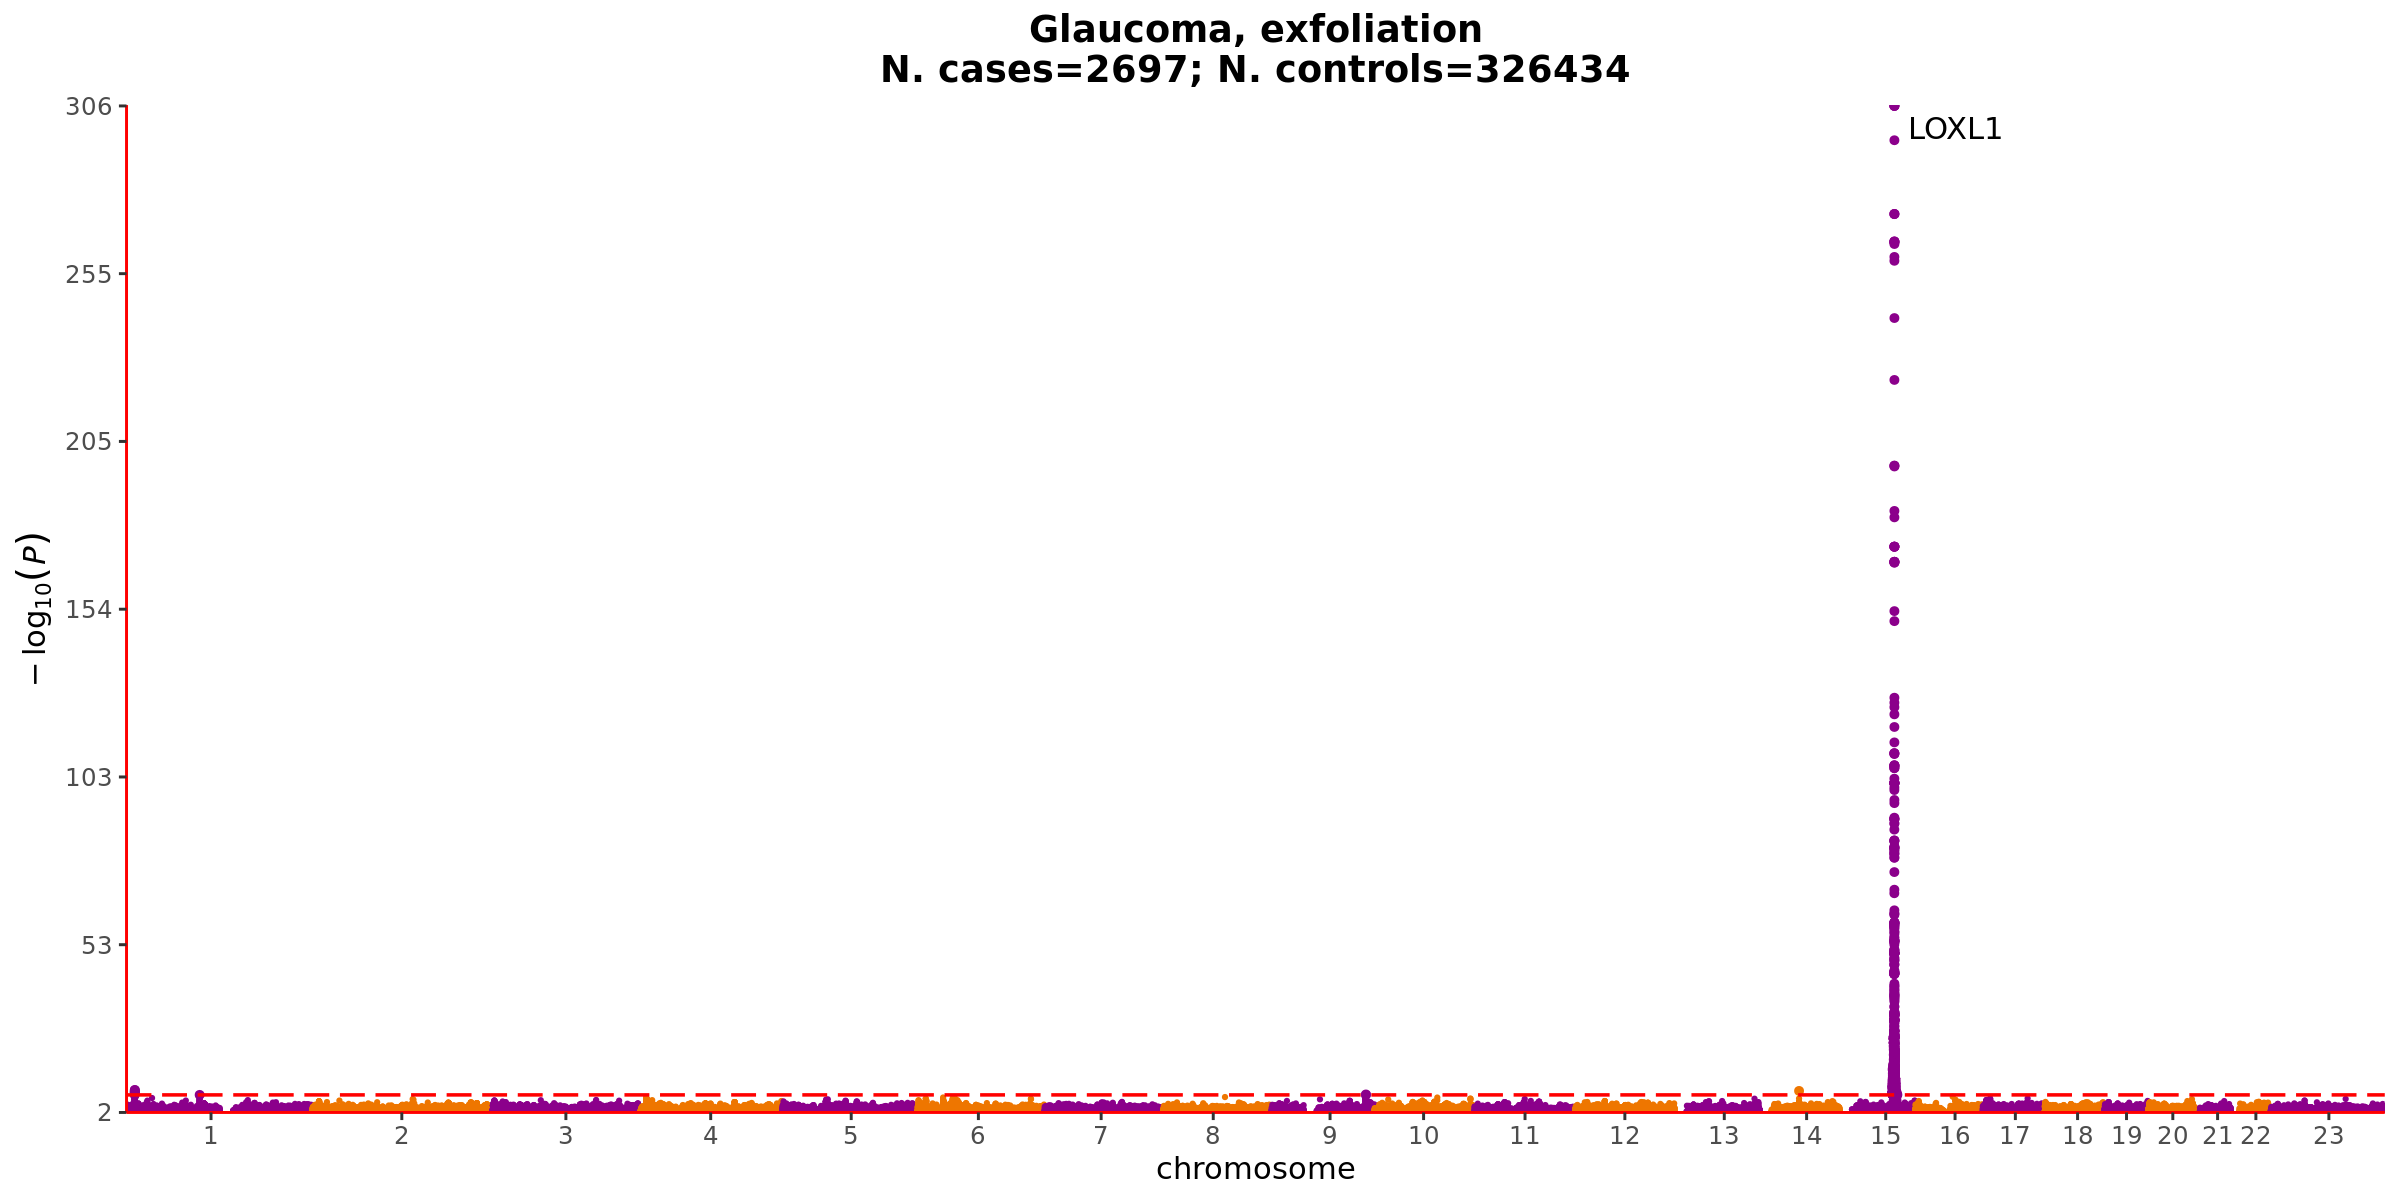 Glaucoma, exfoliation
N. cases=2697; N. controls=326434
306
LOXL1
255
205
154
103
53
2
−log10(P)
1 2 3 4 5 6 7 8 9 10 11 12 13 14 15 16 17 18 19 20 21 22 23
chromosome